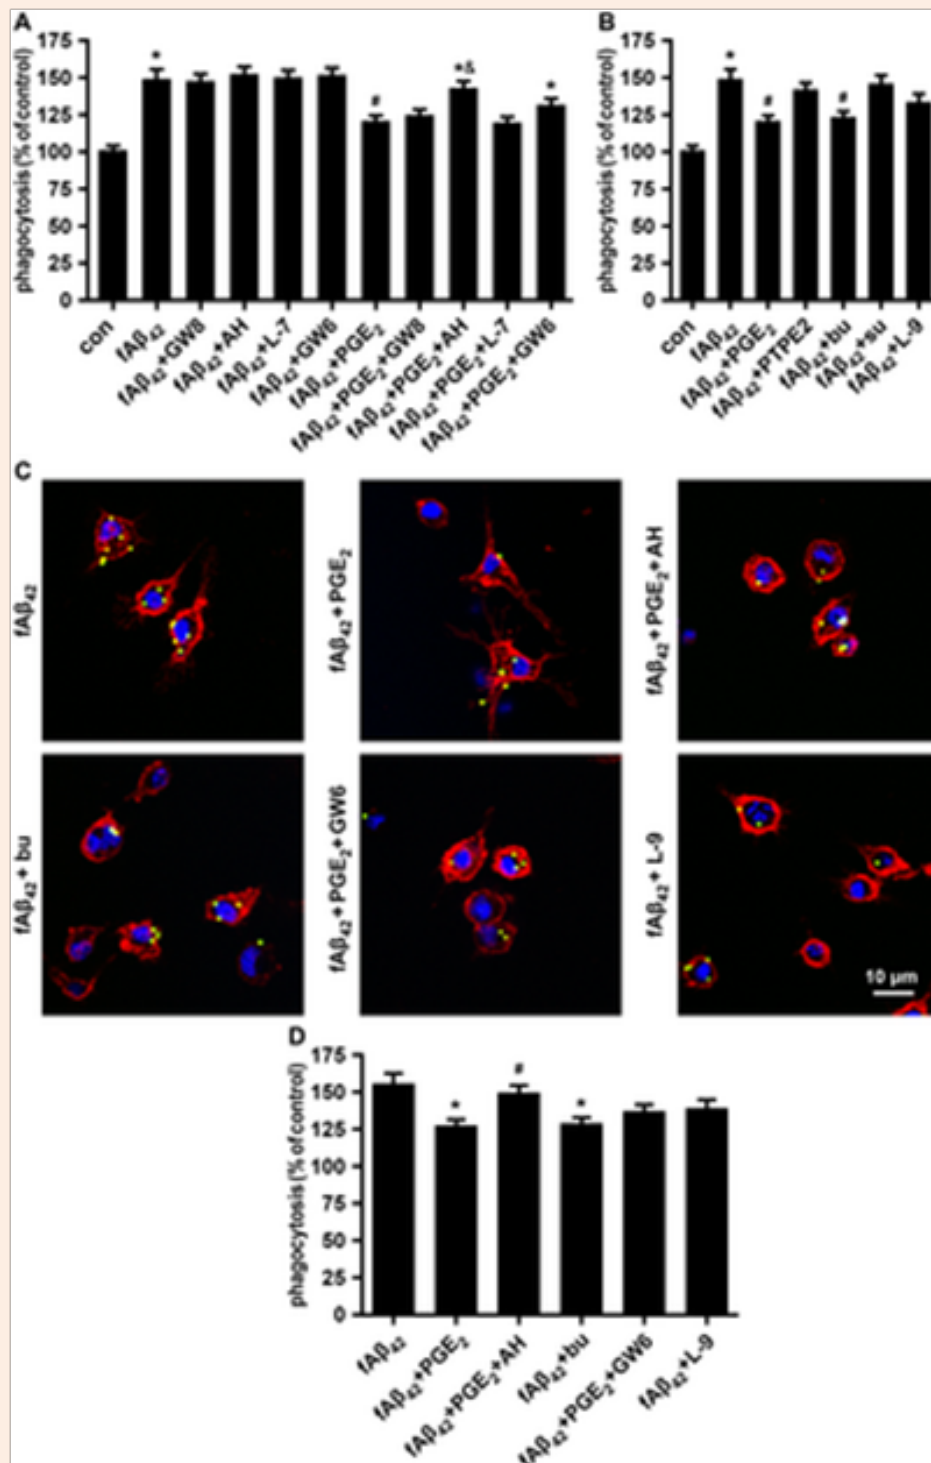 A
phagocytosis (% of control)
175
150
125
100
75
50
25
0
*
#
*&
*
con
fAβ₄₂
fAβ₄₂+GW8
fAβ₄₂+AH
fAβ₄₂+L-7
fAβ₄₂+GW6
fAβ₄₂+PGE₂
fAβ₄₂+PGE₂+GW8
fAβ₄₂+PGE₂+AH
fAβ₄₂+PGE₂+L-7
fAβ₄₂+PGE₂+GW6
B
phagocytosis (% of control)
175
150
125
100
75
50
25
0
*
#
#
con
fAβ₄₂
fAβ₄₂+PGE₂
fAβ₄₂+PTPE2
fAβ₄₂+bu
fAβ₄₂+su
fAβ₄₂+L-9
C
fAβ₄₂
fAβ₄₂+PGE₂
fAβ₄₂+PGE₂+AH
fAβ₄₂+ bu
fAβ₄₂+PGE₂+GW6
fAβ₄₂+ L-9
10 µm
D
phagocytosis (% of control)
175
150
125
100
75
50
25
0
*
#
*
fAβ₄₂
fAβ₄₂+PGE₂
fAβ₄₂+PGE₂+AH
fAβ₄₂+bu
fAβ₄₂+PGE₂+GW6
fAβ₄₂+L-9